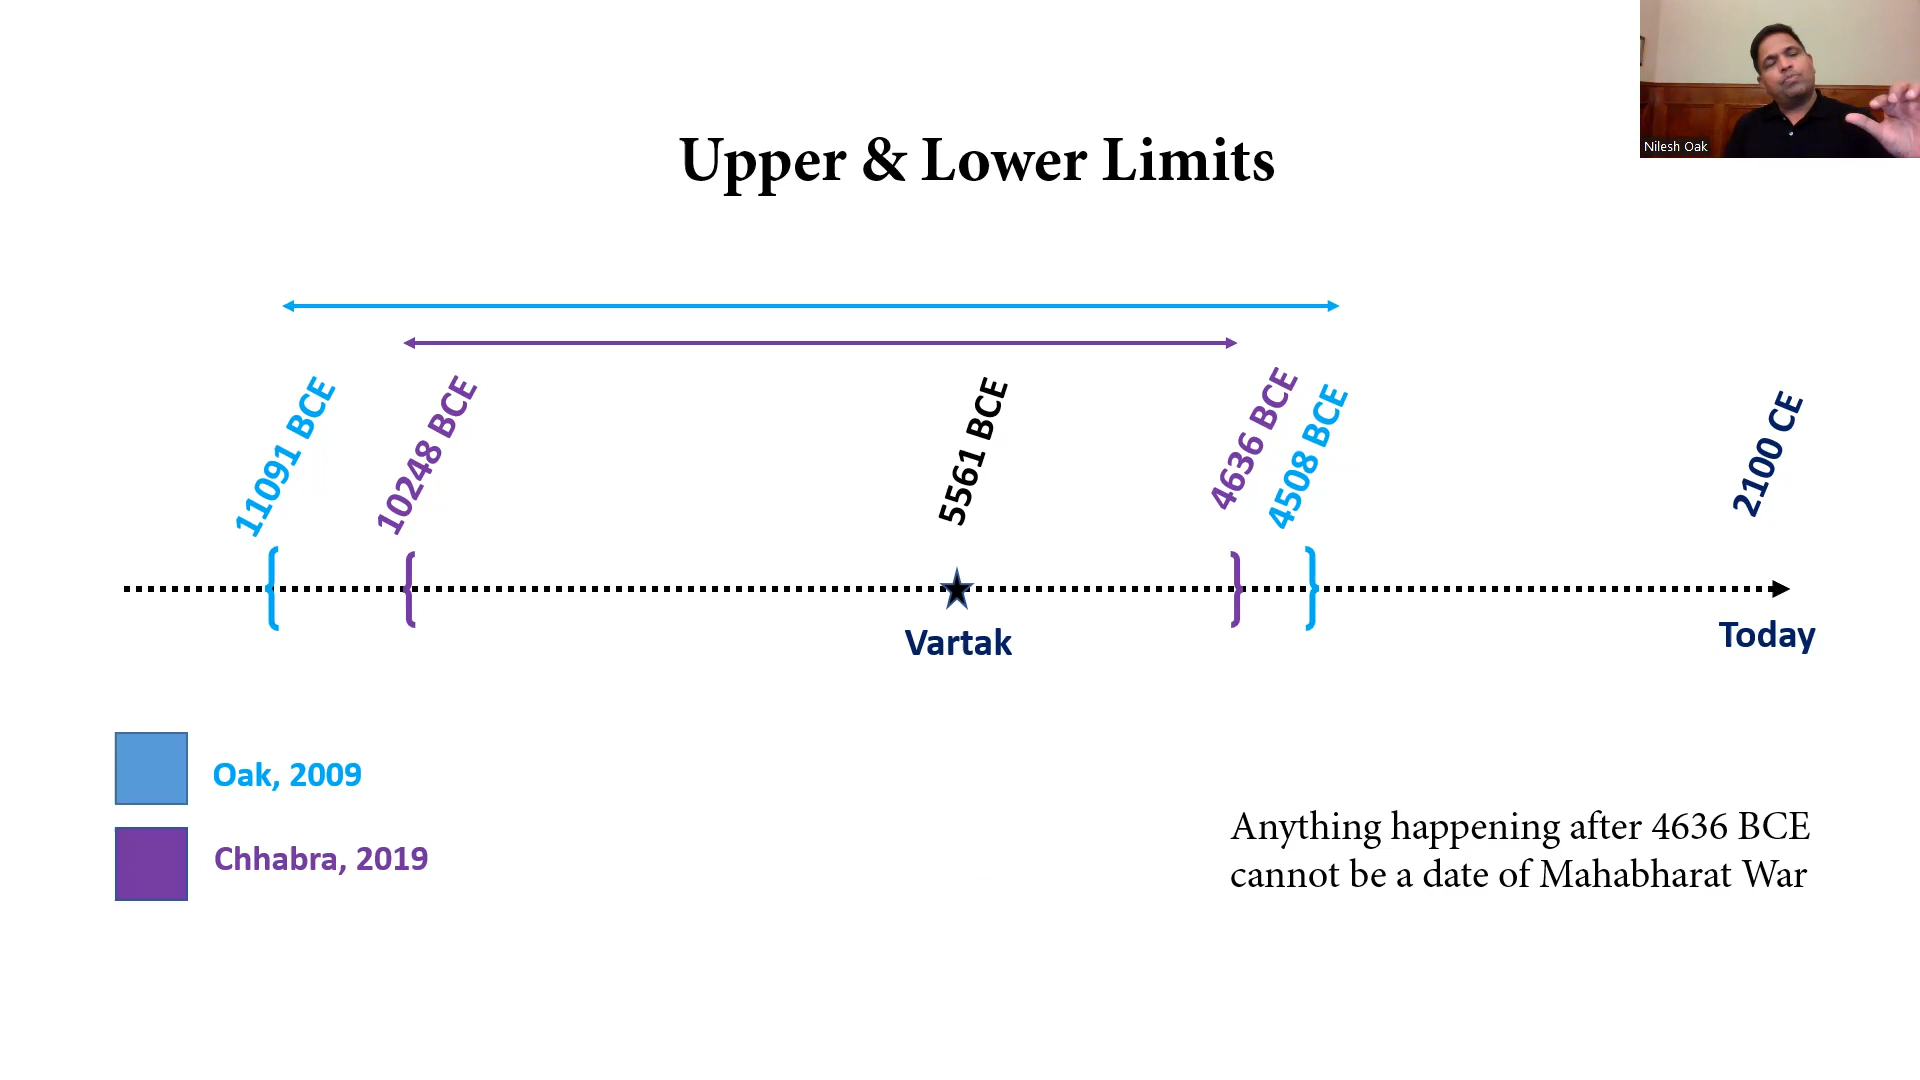 Nilesh Oak
Upper & Lower Limits
11091 BCE
10248 BCE
5561 BCE
4636 BCE
4508 BCE
2100 CE
Vartak
Today
Oak, 2009
Chhabra, 2019
Anything happening after 4636 BCE
cannot be a date of Mahabharat War